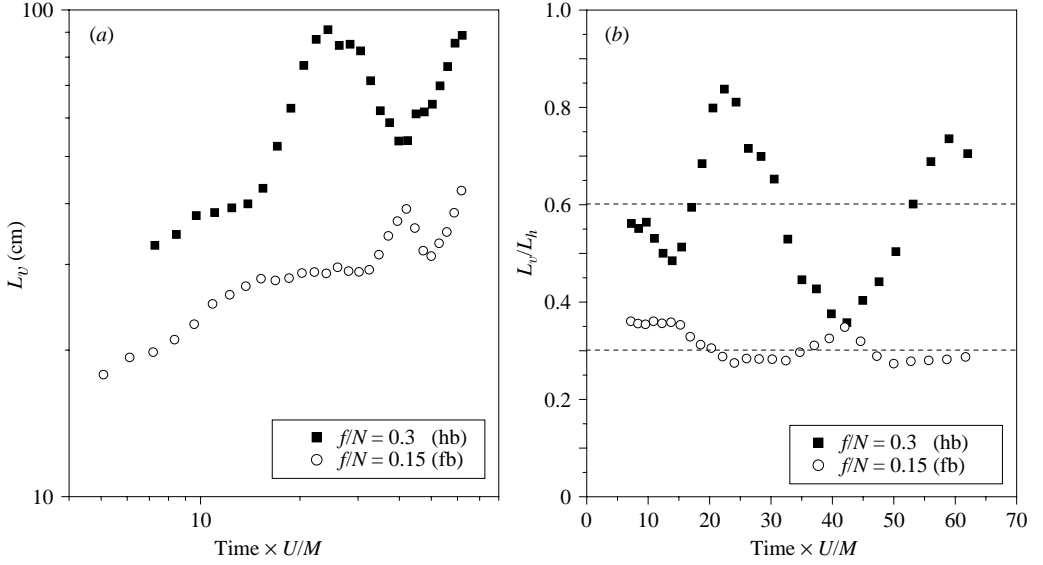 100
(a)
L_v (cm)
10
f/N = 0.3 (hb)
f/N = 0.15 (fb)
10
Time × U/M
1.0
(b)
0.8
0.6
L_v/L_h
0.4
0.2
f/N = 0.3 (hb)
f/N = 0.15 (fb)
0
0 10 20 30 40 50 60 70
Time × U/M